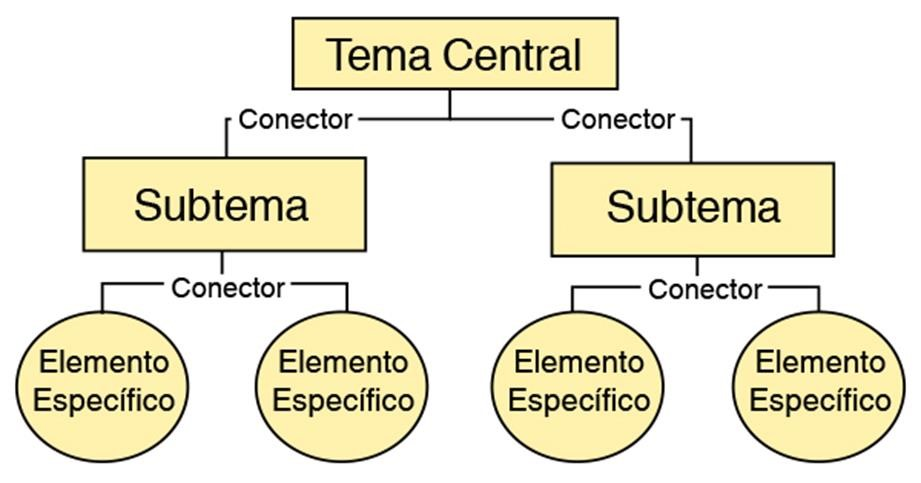 Tema Central
Conector Conector
Subtema Subtema
Conector Conector
Elemento Elemento Elemento Elemento
Específico Específico Específico Específico